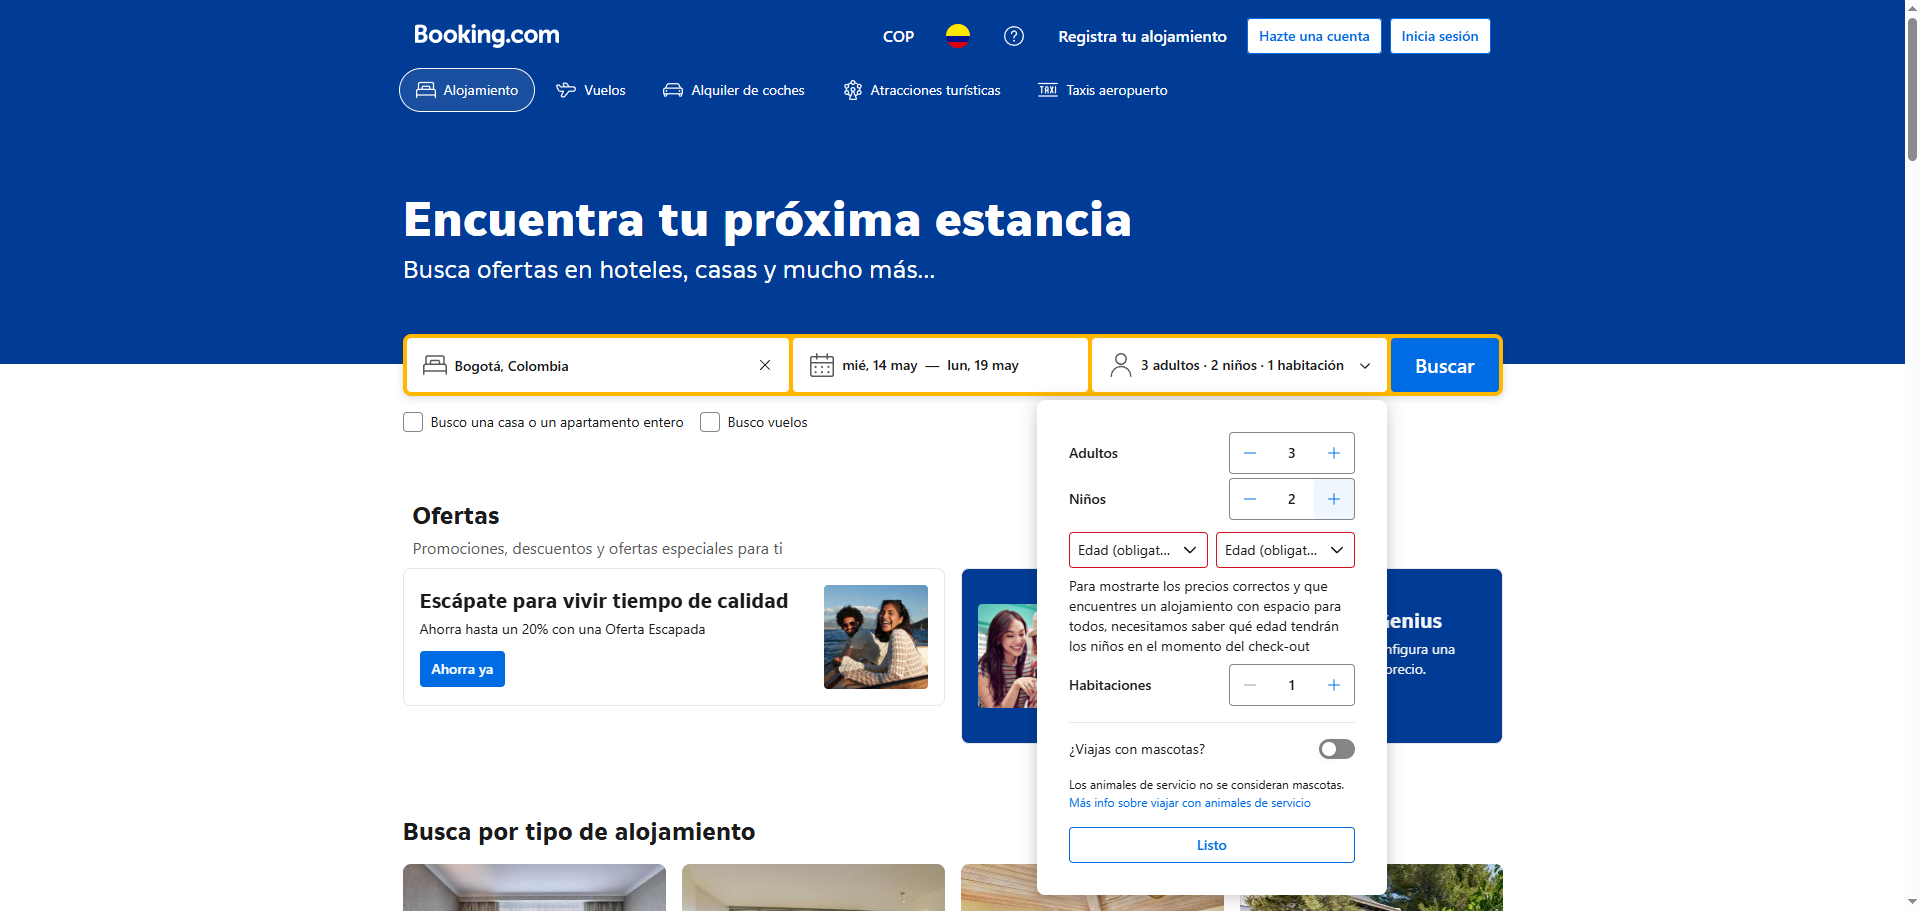 Booking.com
COP
Registra tu alojamiento
Hazte una cuenta
Inicia sesión
Alojamiento
Vuelos
Alquiler de coches
Atracciones turísticas
TAXI
Taxis aeropuerto
Encuentra tu próxima estancia
Busca ofertas en hoteles, casas y mucho más...
Bogotá, Colombia
mié, 14 may — lun, 19 may
3 adultos · 2 niños · 1 habitación
Buscar
Busco una casa o un apartamento entero
Busco vuelos
Adultos
3
Niños
2
Edad (obligat...
Edad (obligat...
Para mostrarte los precios correctos y que
encuentres un alojamiento con espacio para
todos, necesitamos saber qué edad tendrán
los niños en el momento del check-out
Habitaciones
1
¿Viajas con mascotas?
Los animales de servicio no se consideran mascotas.
Más info sobre viajar con animales de servicio
Listo
Ofertas
Promociones, descuentos y ofertas especiales para ti
Escápate para vivir tiempo de calidad
Ahorra hasta un 20% con una Oferta Escapada
Ahorra ya
Genius
nfigura una
precio.
Busca por tipo de alojamiento